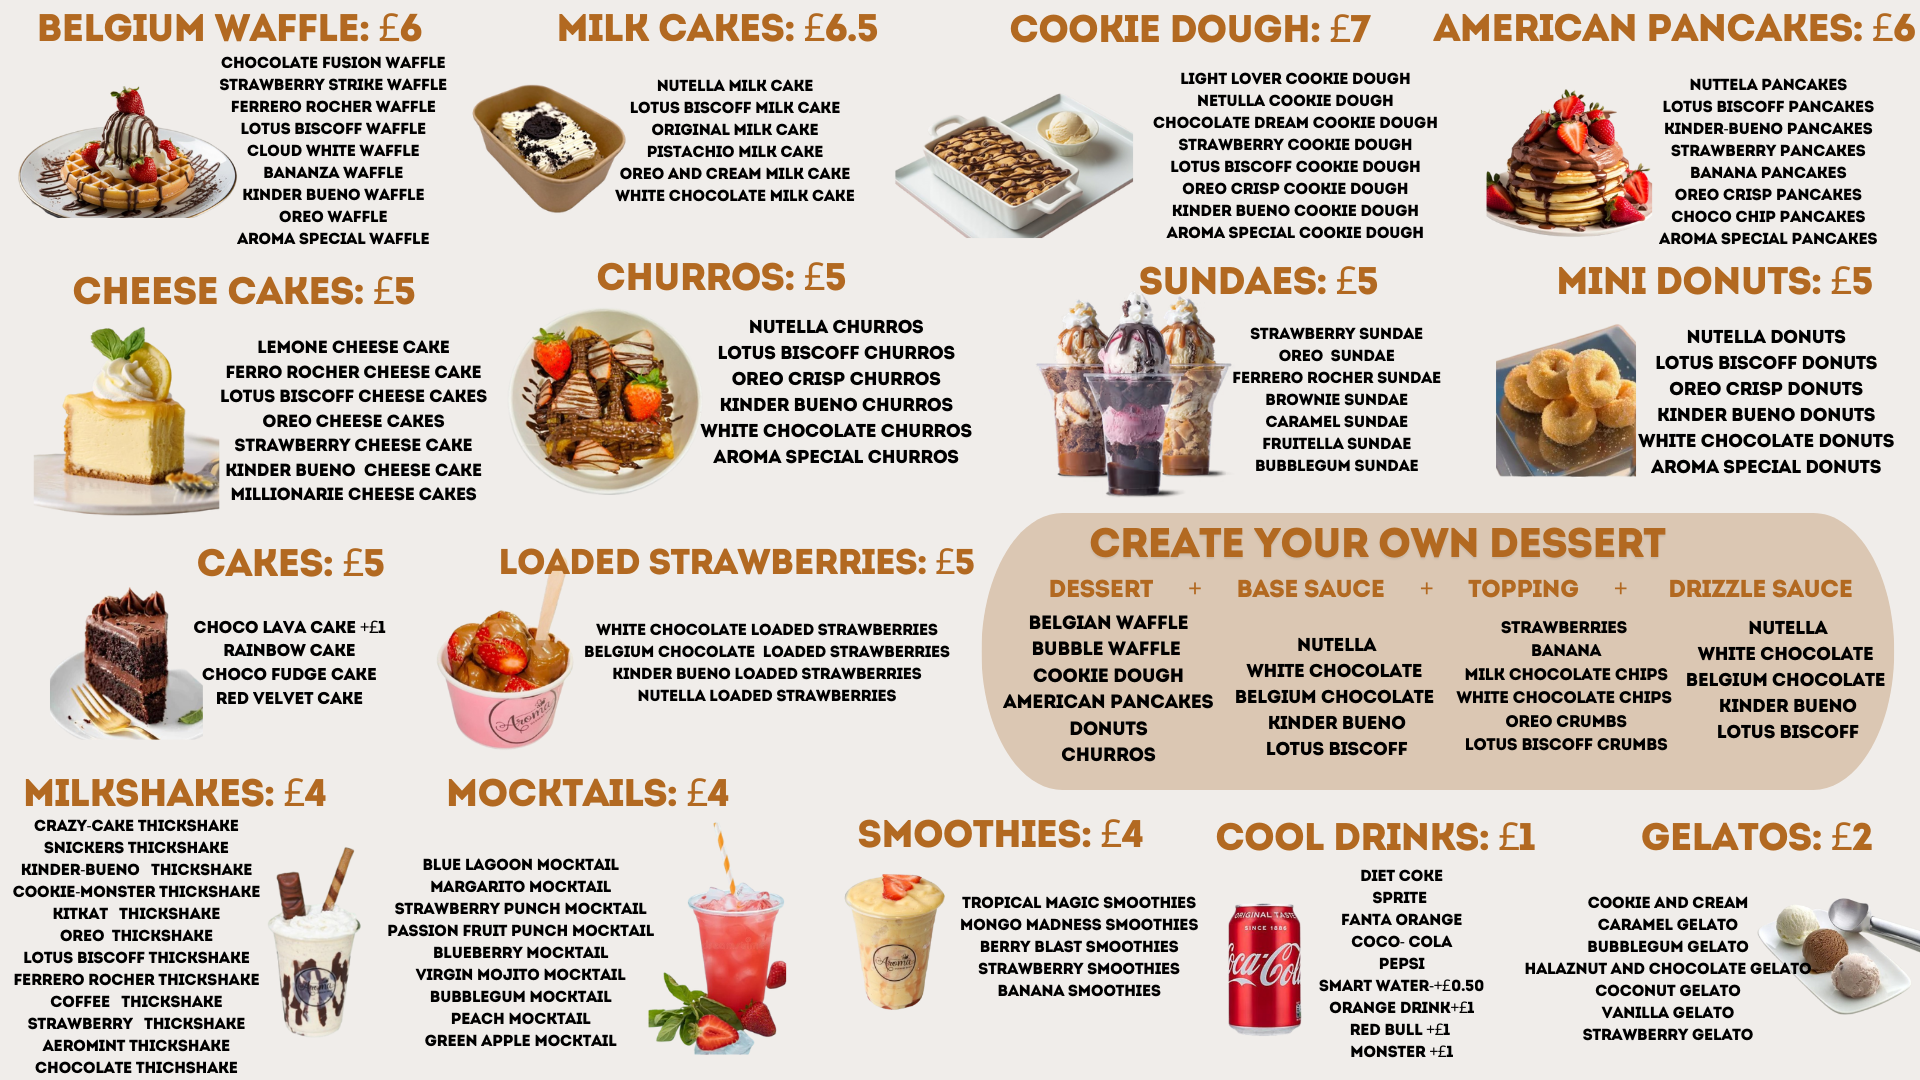 BELGIUM WAFFLE: £6
CHOCOLATE FUSION WAFFLE
STRAWBERRY STRIKE WAFFLE
FERRERO ROCHER WAFFLE
LOTUS BISCOFF WAFFLE
CLOUD WHITE WAFFLE
BANANZA WAFFLE
KINDER BUENO WAFFLE
OREO WAFFLE
AROMA SPECIAL WAFFLE
MILK CAKES: £6.5
NUTELLA MILK CAKE
LOTUS BISCOFF MILK CAKE
ORIGINAL MILK CAKE
PISTACHIO MILK CAKE
OREO AND CREAM MILK CAKE
WHITE CHOCOLATE MILK CAKE
COOKIE DOUGH: £7
LIGHT LOVER COOKIE DOUGH
NETULLA COOKIE DOUGH
CHOCOLATE DREAM COOKIE DOUGH
STRAWBERRY COOKIE DOUGH
LOTUS BISCOFF COOKIE DOUGH
OREO CRISP COOKIE DOUGH
KINDER BUENO COOKIE DOUGH
AROMA SPECIAL COOKIE DOUGH
AMERICAN PANCAKES: £6
NUTTELA PANCAKES
LOTUS BISCOFF PANCAKES
KINDER-BUENO PANCAKES
STRAWBERRY PANCAKES
BANANA PANCAKES
OREO CRISP PANCAKES
CHOCO CHIP PANCAKES
AROMA SPECIAL PANCAKES
CHEESE CAKES: £5
LEMONE CHEESE CAKE
FERRO ROCHER CHEESE CAKE
LOTUS BISCOFF CHEESE CAKES
OREO CHEESE CAKES
STRAWBERRY CHEESE CAKE
KINDER BUENO CHEESE CAKE
MILLIONARIE CHEESE CAKES
CHURROS: £5
NUTELLA CHURROS
LOTUS BISCOFF CHURROS
OREO CRISP CHURROS
KINDER BUENO CHURROS
WHITE CHOCOLATE CHURROS
AROMA SPECIAL CHURROS
SUNDAES: £5
STRAWBERRY SUNDAE
OREO SUNDAE
FERRERO ROCHER SUNDAE
BROWNIE SUNDAE
CARAMEL SUNDAE
FRUITELLA SUNDAE
BUBBLEGUM SUNDAE
MINI DONUTS: £5
NUTELLA DONUTS
LOTUS BISCOFF DONUTS
OREO CRISP DONUTS
KINDER BUENO DONUTS
WHITE CHOCOLATE DONUTS
AROMA SPECIAL DONUTS
CAKES: £5
CHOCO LAVA CAKE +£1
RAINBOW CAKE
CHOCO FUDGE CAKE
RED VELVET CAKE
LOADED STRAWBERRIES: £5
WHITE CHOCOLATE LOADED STRAWBERRIES
BELGIUM CHOCOLATE LOADED STRAWBERRIES
KINDER BUENO LOADED STRAWBERRIES
NUTELLA LOADED STRAWBERRIES
Aroma
CREATE YOUR OWN DESSERT
DESSERT + BASE SAUCE + TOPPING + DRIZZLE SAUCE
BELGIAN WAFFLE
BUBBLE WAFFLE
COOKIE DOUGH
AMERICAN PANCAKES
DONUTS
CHURROS
NUTELLA
WHITE CHOCOLATE
BELGIUM CHOCOLATE
KINDER BUENO
LOTUS BISCOFF
STRAWBERRIES
BANANA
MILK CHOCOLATE CHIPS
WHITE CHOCOLATE CHIPS
OREO CRUMBS
LOTUS BISCOFF CRUMBS
NUTELLA
WHITE CHOCOLATE
BELGIUM CHOCOLATE
KINDER BUENO
LOTUS BISCOFF
MILKSHAKES: £4
CRAZY-CAKE THICKSHAKE
SNICKERS THICKSHAKE
KINDER-BUENO THICKSHAKE
COOKIE-MONSTER THICKSHAKE
KITKAT THICKSHAKE
OREO THICKSHAKE
LOTUS BISCOFF THICKSHAKE
FERRERO ROCHER THICKSHAKE
COFFEE THICKSHAKE
STRAWBERRY THICKSHAKE
AEROMINT THICKSHAKE
CHOCOLATE THICHSHAKE
Aroma
MOCKTAILS: £4
BLUE LAGOON MOCKTAIL
MARGARITO MOCKTAIL
STRAWBERRY PUNCH MOCKTAIL
PASSION FRUIT PUNCH MOCKTAIL
BLUEBERRY MOCKTAIL
VIRGIN MOJITO MOCKTAIL
BUBBLEGUM MOCKTAIL
PEACH MOCKTAIL
GREEN APPLE MOCKTAIL
SMOOTHIES: £4
TROPICAL MAGIC SMOOTHIES
MONGO MADNESS SMOOTHIES
BERRY BLAST SMOOTHIES
STRAWBERRY SMOOTHIES
BANANA SMOOTHIES
Aroma
COOL DRINKS: £1
DIET COKE
SPRITE
FANTA ORANGE
COCO- COLA
PEPSI
SMART WATER-+£0.50
ORANGE DRINK+£1
RED BULL +£1
MONSTER +£1
ORIGINAL TASTE
SINCE 1886
oca-Col
GELATOS: £2
COOKIE AND CREAM
CARAMEL GELATO
BUBBLEGUM GELATO
HALAZNUT AND CHOCOLATE GELATO
COCONUT GELATO
VANILLA GELATO
STRAWBERRY GELATO